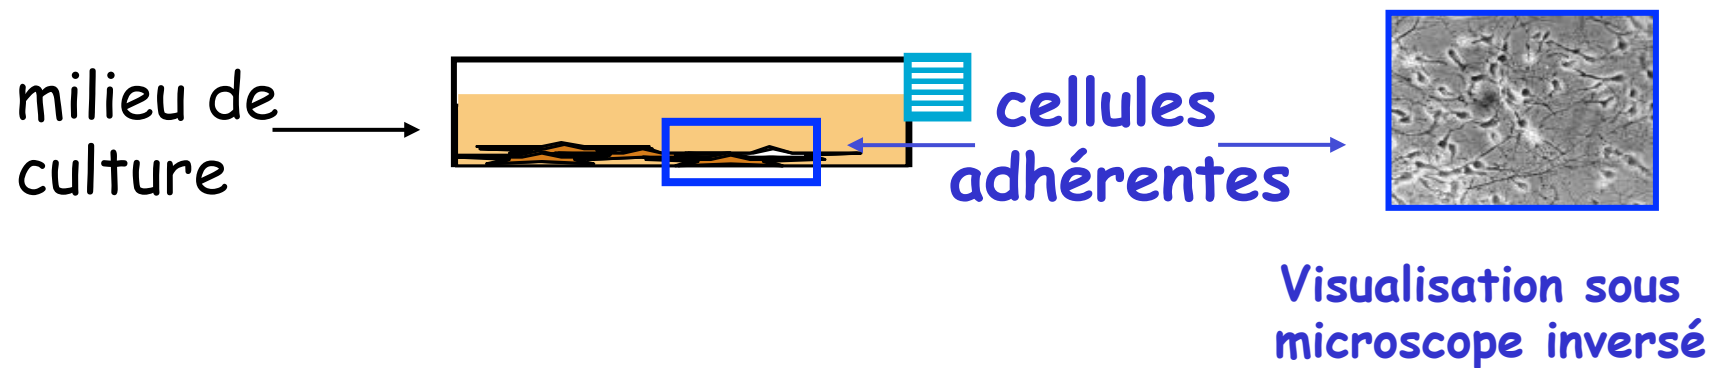 milieu de
culture
cellules
adhérentes
Visualisation sous
microscope inversé